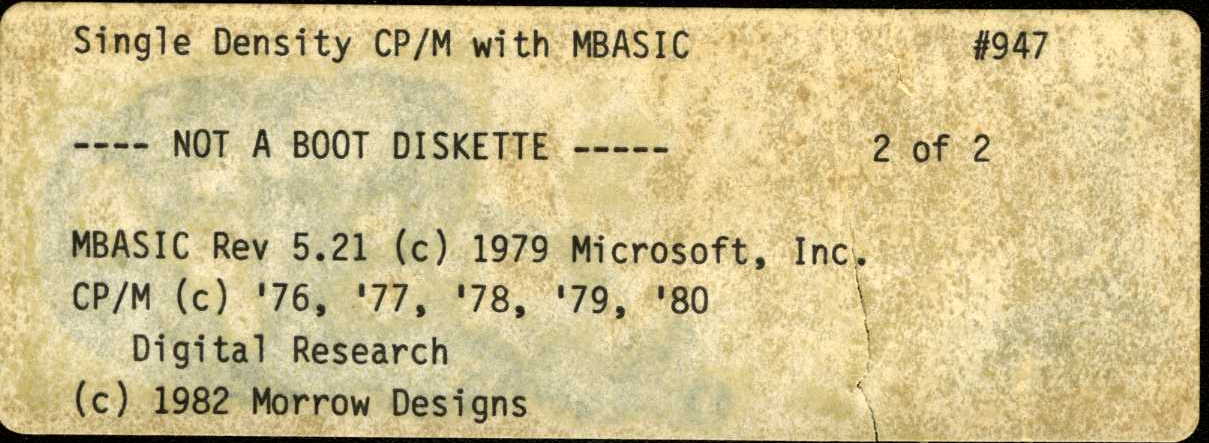 Single Density CP/M with MBASIC #947
---- NOT A BOOT DISKETTE ----- 2 of 2
MBASIC Rev 5.21 (c) 1979 Microsoft, Inc.
CP/M (c) '76, '77, '78, '79, '80
Digital Research
(c) 1982 Morrow Designs